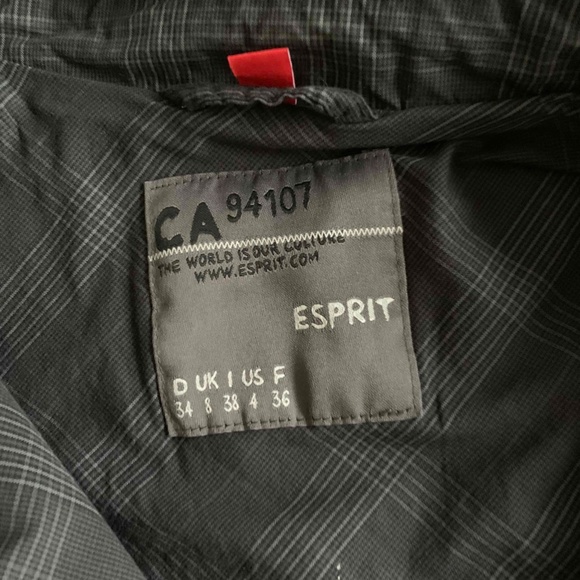 CA 94107
THE WORLD IS OUR CULTURE
WWW.ESPRIT.COM
ESPRIT
D UK I US F
34 8 38 4 36